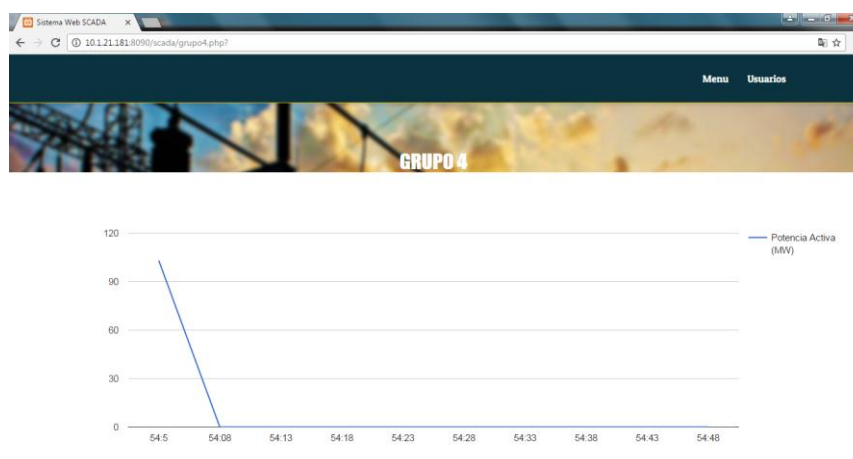 Sistema Web SCADA
10.1.21.181:8090/scada/grupo4.php?
Menu Usuarios
GRUPO 4
120
90
60
30
0
Potencia Activa
(MW)
54:5 54:08 54:13 54:18 54:23 54:28 54:33 54:38 54:43 54:48